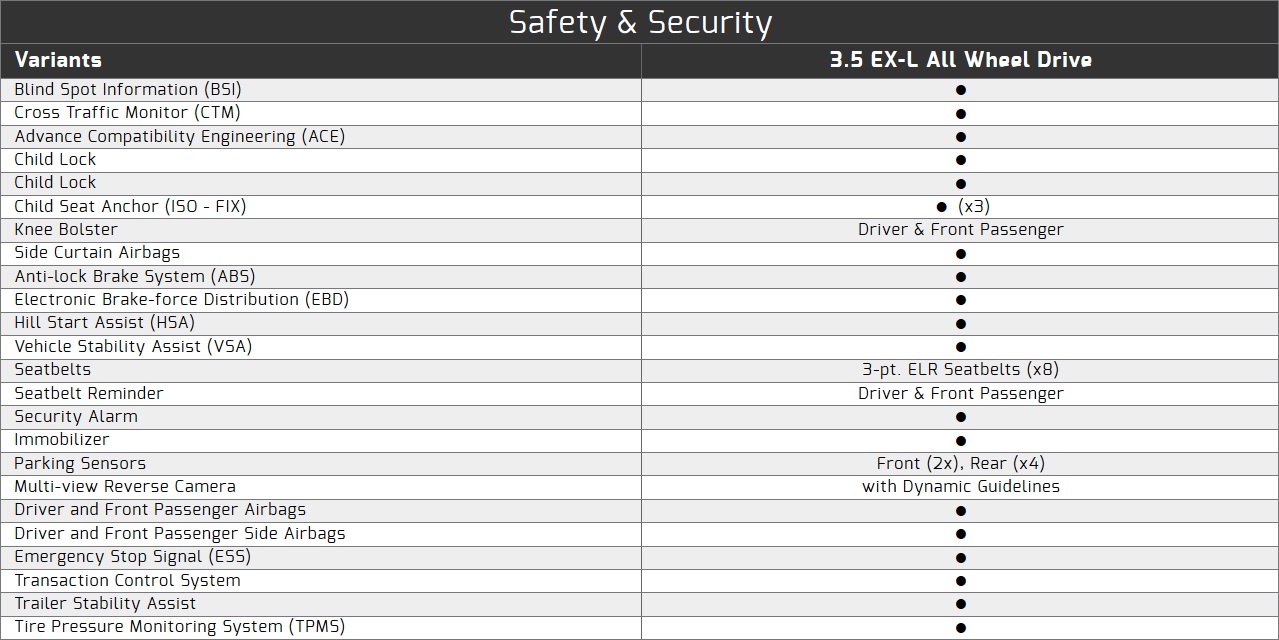 Safety & Security
Variants 3.5 EX-L All Wheel Drive
Blind Spot Information (BSI) ●
Cross Traffic Monitor (CTM) ●
Advance Compatibility Engineering (ACE) ●
Child Lock ●
Child Lock ●
Child Seat Anchor (ISO - FIX) ● (x3)
Knee Bolster Driver & Front Passenger
Side Curtain Airbags ●
Anti-lock Brake System (ABS) ●
Electronic Brake-force Distribution (EBD) ●
Hill Start Assist (HSA) ●
Vehicle Stability Assist (VSA) ●
Seatbelts 3-pt. ELR Seatbelts (x8)
Seatbelt Reminder Driver & Front Passenger
Security Alarm ●
Immobilizer ●
Parking Sensors Front (2x), Rear (x4)
Multi-view Reverse Camera with Dynamic Guidelines
Driver and Front Passenger Airbags ●
Driver and Front Passenger Side Airbags ●
Emergency Stop Signal (ESS) ●
Transaction Control System ●
Trailer Stability Assist ●
Tire Pressure Monitoring System (TPMS) ●